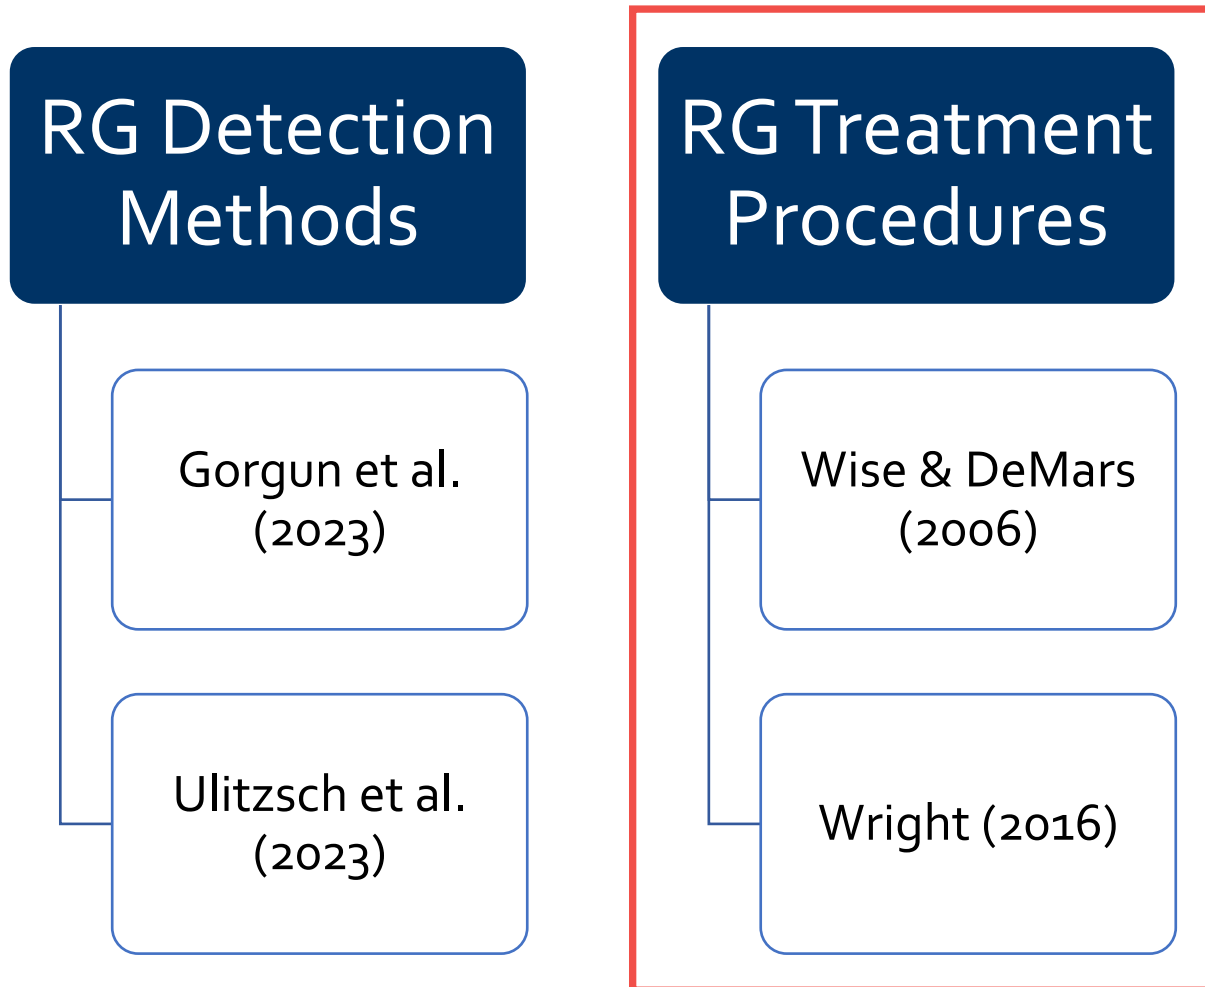 RG Detection
Methods
Gorgun et al.
(2023)
Ulitzsch et al.
(2023)
RG Treatment
Procedures
Wise & DeMars
(2006)
Wright (2016)